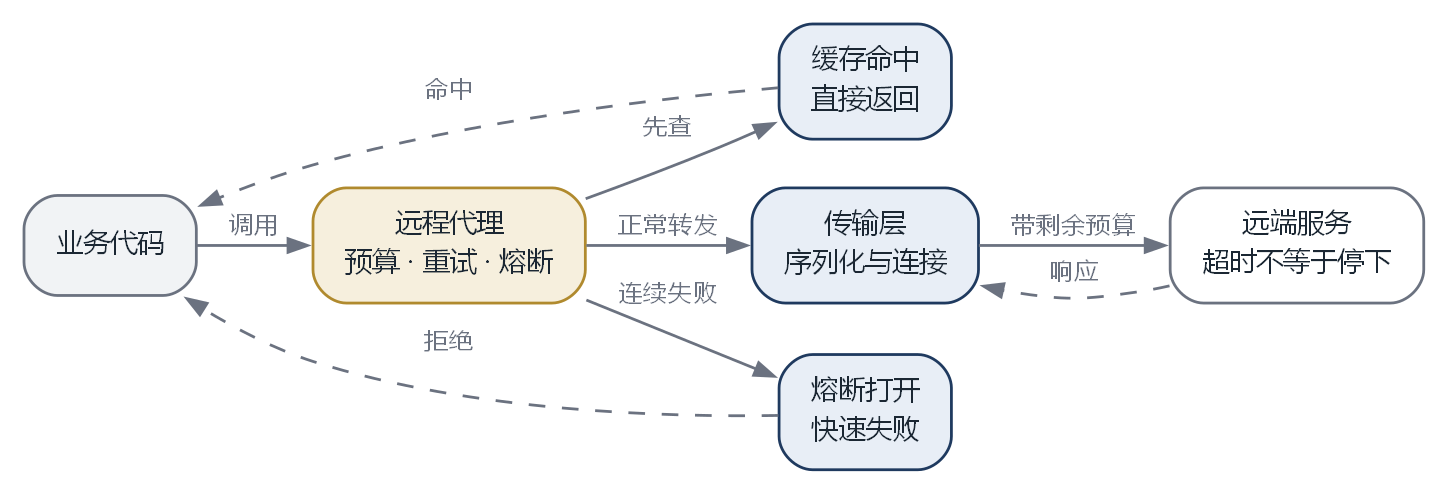 缓存命中
直接返回
命中
先查
业务代码
调用
远程代理
预算 · 重试 · 熔断
正常转发
传输层
序列化与连接
带剩余预算
响应
远端服务
超时不等于停下
连续失败
拒绝
熔断打开
快速失败